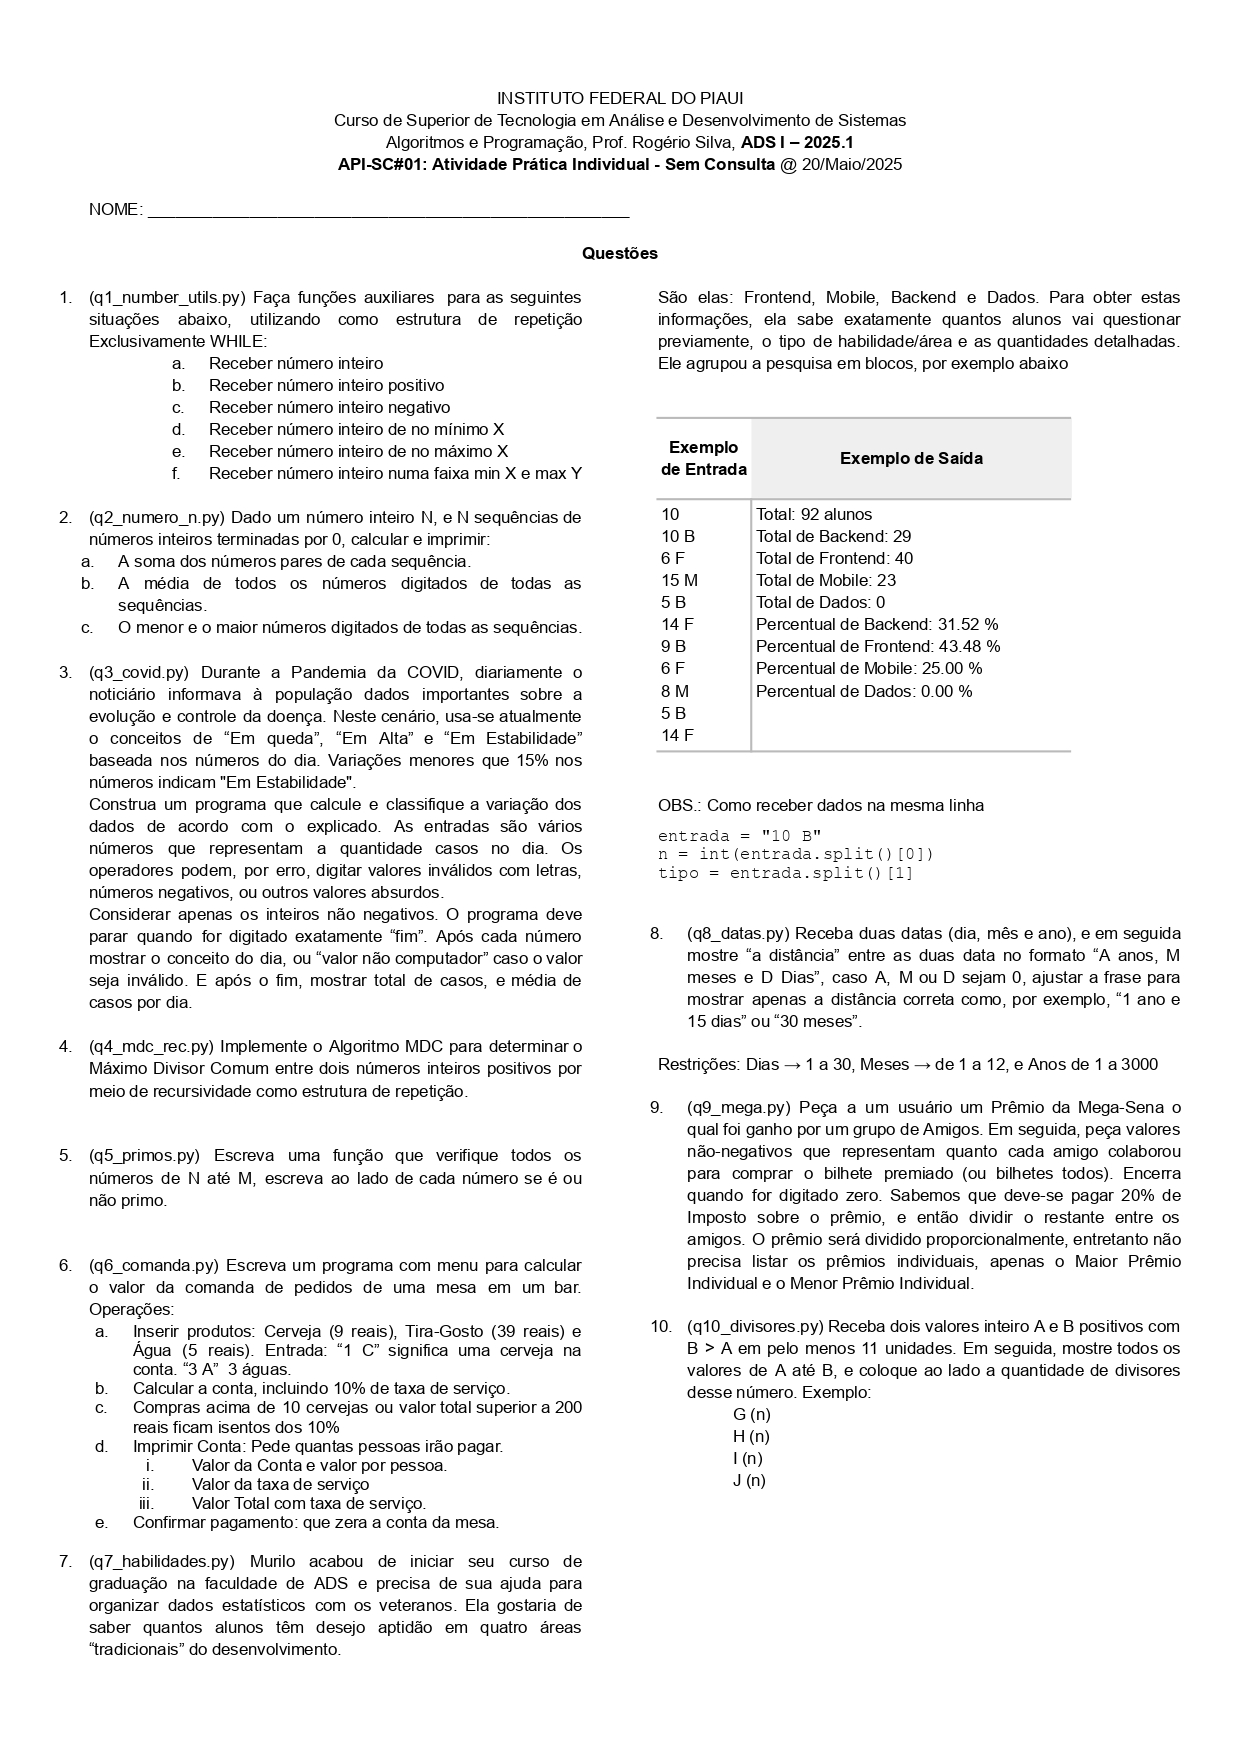 INSTITUTO FEDERAL DO PIAUI
Curso de Superior de Tecnologia em Análise e Desenvolvimento de Sistemas
Algoritmos e Programação, Prof. Rogério Silva, ADS I – 2025.1
API-SC#01: Atividade Prática Individual - Sem Consulta @ 20/Maio/2025
NOME: ____________________________________________________
Questões
1. (q1_number_utils.py) Faça funções auxiliares para as seguintes
situações abaixo, utilizando como estrutura de repetição
Exclusivamente WHILE:
a. Receber número inteiro
b. Receber número inteiro positivo
c. Receber número inteiro negativo
d. Receber número inteiro de no mínimo X
e. Receber número inteiro de no máximo X
f. Receber número inteiro numa faixa min X e max Y
2. (q2_numero_n.py) Dado um número inteiro N, e N sequências de
números inteiros terminadas por 0, calcular e imprimir:
a. A soma dos números pares de cada sequência.
b. A média de todos os números digitados de todas as
sequências.
c. O menor e o maior números digitados de todas as sequências.
3. (q3_covid.py) Durante a Pandemia da COVID, diariamente o
noticiário informava à população dados importantes sobre a
evolução e controle da doença. Neste cenário, usa-se atualmente
o conceitos de “Em queda”, “Em Alta” e “Em Estabilidade”
baseada nos números do dia. Variações menores que 15% nos
números indicam "Em Estabilidade".
Construa um programa que calcule e classifique a variação dos
dados de acordo com o explicado. As entradas são vários
números que representam a quantidade casos no dia. Os
operadores podem, por erro, digitar valores inválidos com letras,
números negativos, ou outros valores absurdos.
Considerar apenas os inteiros não negativos. O programa deve
parar quando for digitado exatamente “fim”. Após cada número
mostrar o conceito do dia, ou “valor não computador” caso o valor
seja inválido. E após o fim, mostrar total de casos, e média de
casos por dia.
4. (q4_mdc_rec.py) Implemente o Algoritmo MDC para determinar o
Máximo Divisor Comum entre dois números inteiros positivos por
meio de recursividade como estrutura de repetição.
5. (q5_primos.py) Escreva uma função que verifique todos os
números de N até M, escreva ao lado de cada número se é ou
não primo.
6. (q6_comanda.py) Escreva um programa com menu para calcular
o valor da comanda de pedidos de uma mesa em um bar.
Operações:
a. Inserir produtos: Cerveja (9 reais), Tira-Gosto (39 reais) e
Água (5 reais). Entrada: “1 C” significa uma cerveja na
conta. “3 A” 3 águas.
b. Calcular a conta, incluindo 10% de taxa de serviço.
c. Compras acima de 10 cervejas ou valor total superior a 200
reais ficam isentos dos 10%
d. Imprimir Conta: Pede quantas pessoas irão pagar.
i. Valor da Conta e valor por pessoa.
ii. Valor da taxa de serviço
iii. Valor Total com taxa de serviço.
e. Confirmar pagamento: que zera a conta da mesa.
7. (q7_habilidades.py) Murilo acabou de iniciar seu curso de
graduação na faculdade de ADS e precisa de sua ajuda para
organizar dados estatísticos com os veteranos. Ela gostaria de
saber quantos alunos têm desejo aptidão em quatro áreas
“tradicionais” do desenvolvimento.
São elas: Frontend, Mobile, Backend e Dados. Para obter estas
informações, ela sabe exatamente quantos alunos vai questionar
previamente, o tipo de habilidade/área e as quantidades detalhadas.
Ele agrupou a pesquisa em blocos, por exemplo abaixo
Exemplo
de Entrada
Exemplo de Saída
10 Total: 92 alunos
10 B Total de Backend: 29
6 F Total de Frontend: 40
15 M Total de Mobile: 23
5 B Total de Dados: 0
14 F Percentual de Backend: 31.52 %
9 B Percentual de Frontend: 43.48 %
6 F Percentual de Mobile: 25.00 %
8 M Percentual de Dados: 0.00 %
5 B
14 F
OBS.: Como receber dados na mesma linha
entrada = "10 B"
n = int(entrada.split()[0])
tipo = entrada.split()[1]
8. (q8_datas.py) Receba duas datas (dia, mês e ano), e em seguida
mostre “a distância” entre as duas data no formato “A anos, M
meses e D Dias”, caso A, M ou D sejam 0, ajustar a frase para
mostrar apenas a distância correta como, por exemplo, “1 ano e
15 dias” ou “30 meses”.
Restrições: Dias → 1 a 30, Meses → de 1 a 12, e Anos de 1 a 3000
9. (q9_mega.py) Peça a um usuário um Prêmio da Mega-Sena o
qual foi ganho por um grupo de Amigos. Em seguida, peça valores
não-negativos que representam quanto cada amigo colaborou
para comprar o bilhete premiado (ou bilhetes todos). Encerra
quando for digitado zero. Sabemos que deve-se pagar 20% de
Imposto sobre o prêmio, e então dividir o restante entre os
amigos. O prêmio será dividido proporcionalmente, entretanto não
precisa listar os prêmios individuais, apenas o Maior Prêmio
Individual e o Menor Prêmio Individual.
10. (q10_divisores.py) Receba dois valores inteiro A e B positivos com
B > A em pelo menos 11 unidades. Em seguida, mostre todos os
valores de A até B, e coloque ao lado a quantidade de divisores
desse número. Exemplo:
G (n)
H (n)
I (n)
J (n)